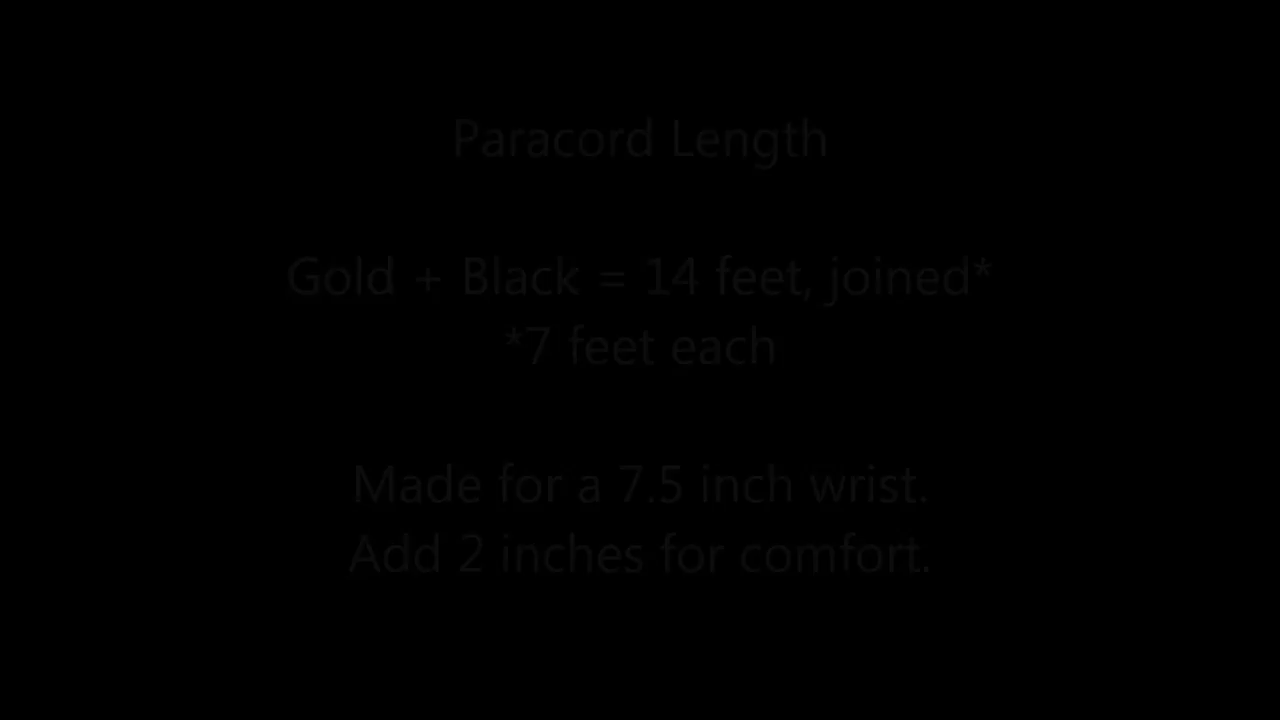 Paracord Length
Gold + Black = 14 feet, joined*
*7 feet each
Made for a 7.5 inch wrist.
Add 2 inches for comfort.